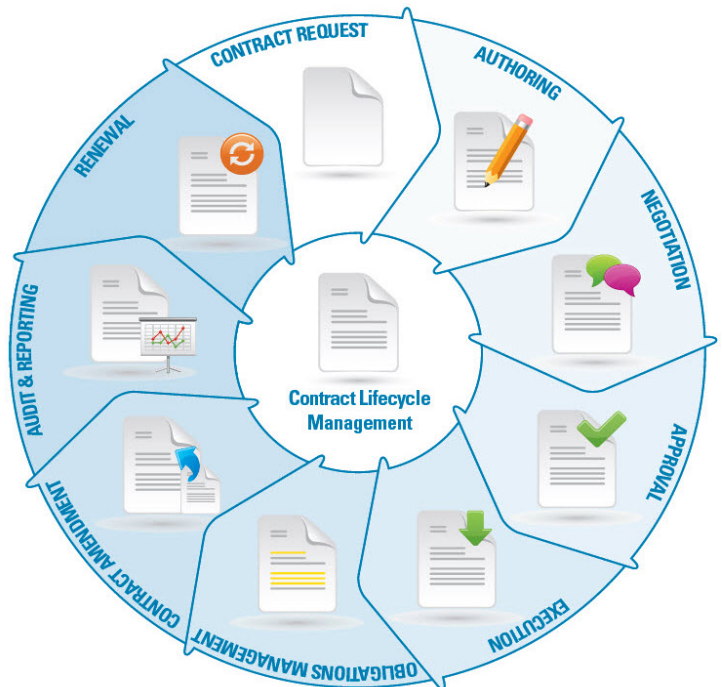 CONTRACT REQUEST
AUTHORING
NEGOTIATION
APPROVAL
EXECUTION
OBLIGATIONS MANAGEMENT
CONTRACT AMENDMENT
AUDIT & REPORTING
RENEWAL
Contract Lifecycle
Management